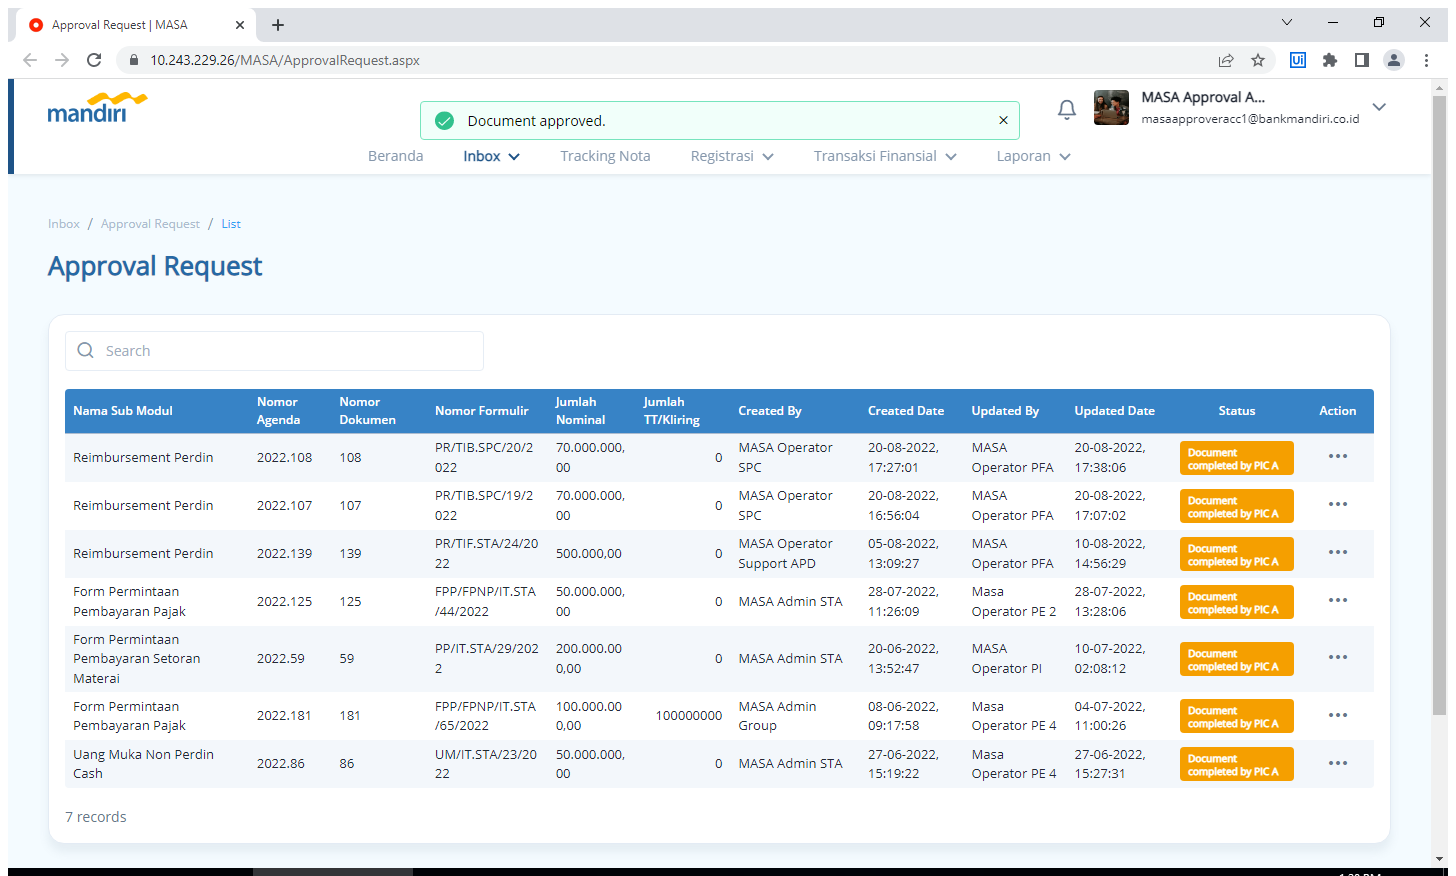 Approval Request | MASA
10.243.229.26/MASA/ApprovalRequest.aspx
Ui
mandiri
Document approved.
MASA Approval A...
masaapproveracc1@bankmandiri.co.id
Beranda Inbox Tracking Nota Registrasi Transaksi Finansial Laporan
Inbox / Approval Request / List
Approval Request
Search
Nama Sub Modul Nomor Agenda Nomor Dokumen Nomor Formulir Jumlah Nominal Jumlah TT/Kliring Created By Created Date Updated By Updated Date Status Action
Reimbursement Perdin 2022.108 108 PR/TIB.SPC/20/2022 70.000.000,00 0 MASA Operator SPC 20-08-2022, 17:27:01 MASA Operator PFA 20-08-2022, 17:38:06 Document completed by PIC A
Reimbursement Perdin 2022.107 107 PR/TIB.SPC/19/2022 70.000.000,00 0 MASA Operator SPC 20-08-2022, 16:56:04 MASA Operator PFA 20-08-2022, 17:07:02 Document completed by PIC A
Reimbursement Perdin 2022.139 139 PR/TIF.STA/24/2022 500.000,00 0 MASA Operator Support APD 05-08-2022, 13:09:27 MASA Operator PFA 10-08-2022, 14:56:29 Document completed by PIC A
Form Permintaan Pembayaran Pajak 2022.125 125 FPP/FPNP/IT.STA/44/2022 50.000.000,00 0 MASA Admin STA 28-07-2022, 11:26:09 Masa Operator PE 2 28-07-2022, 13:28:06 Document completed by PIC A
Form Permintaan Pembayaran Setoran Materai 2022.59 59 PP/IT.STA/29/2022 200.000.000,00 0 MASA Admin STA 20-06-2022, 13:52:47 MASA Operator PI 10-07-2022, 02:08:12 Document completed by PIC A
Form Permintaan Pembayaran Pajak 2022.181 181 FPP/FPNP/IT.STA/65/2022 100.000.000,00 100000000 MASA Admin Group 08-06-2022, 09:17:58 Masa Operator PE 4 04-07-2022, 11:00:26 Document completed by PIC A
Uang Muka Non Perdin Cash 2022.86 86 UM/IT.STA/23/2022 50.000.000,00 0 MASA Admin STA 27-06-2022, 15:19:22 Masa Operator PE 4 27-06-2022, 15:27:31 Document completed by PIC A
7 records